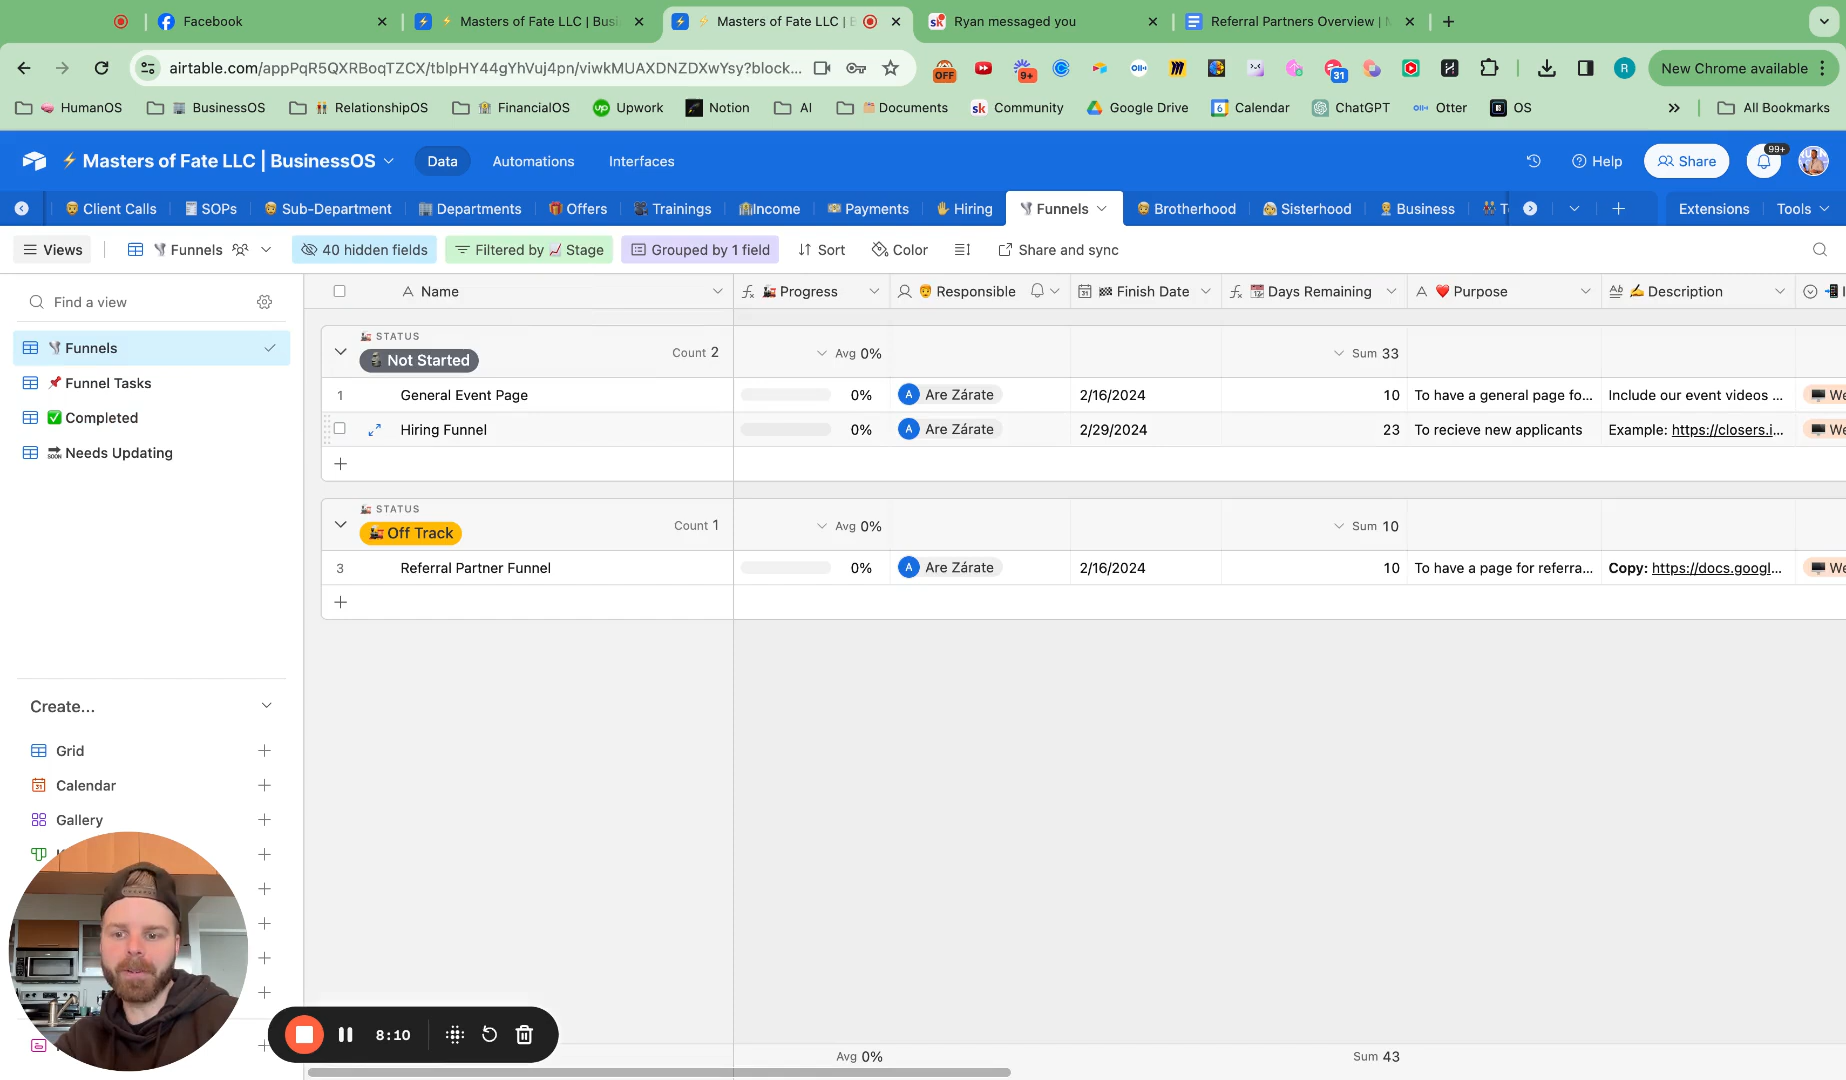 Facebook
Masters of Fate LLC | Busi
Masters of Fate LLC | B
Ryan messaged you
Referral Partners Overview |
airtable.com/appPqR5QXRBoqTZCX/tblpHY44gYhVuj4pn/viwkMUAXDNZDXwYsy?block...
OFF
9+
31
R
New Chrome available
HumanOS
BusinessOS
RelationshipOS
FinancialOS
up Upwork
Notion
AI
Documents
sk Community
Google Drive
Calendar
ChatGPT
Otter
OS
All Bookmarks
Masters of Fate LLC | BusinessOS
Data
Automations
Interfaces
Help
Share
99+
Client Calls
SOPs
Sub-Department
Departments
Offers
Trainings
Income
Payments
Hiring
Funnels
Brotherhood
Sisterhood
Business
Extensions
Tools
Views
Funnels
40 hidden fields
Filtered by 📈 Stage
Grouped by 1 field
Sort
Color
Share and sync
Find a view
Name
Progress
Responsible
Finish Date
Days Remaining
Purpose
Description
Funnels
Funnel Tasks
Completed
Needs Updating
STATUS
Not Started
Count 2
Avg 0%
Sum 33
1 General Event Page 0% A Are Zárate 2/16/2024 10 To have a general page fo... Include our event videos ... We
Hiring Funnel 0% A Are Zárate 2/29/2024 23 To recieve new applicants Example: https://closers.i... We
STATUS
Off Track
Count 1
Avg 0%
Sum 10
3 Referral Partner Funnel 0% A Are Zárate 2/16/2024 10 To have a page for referra... Copy: https://docs.googl... We
Create...
Grid
Calendar
Gallery
8:10
Avg 0%
Sum 43